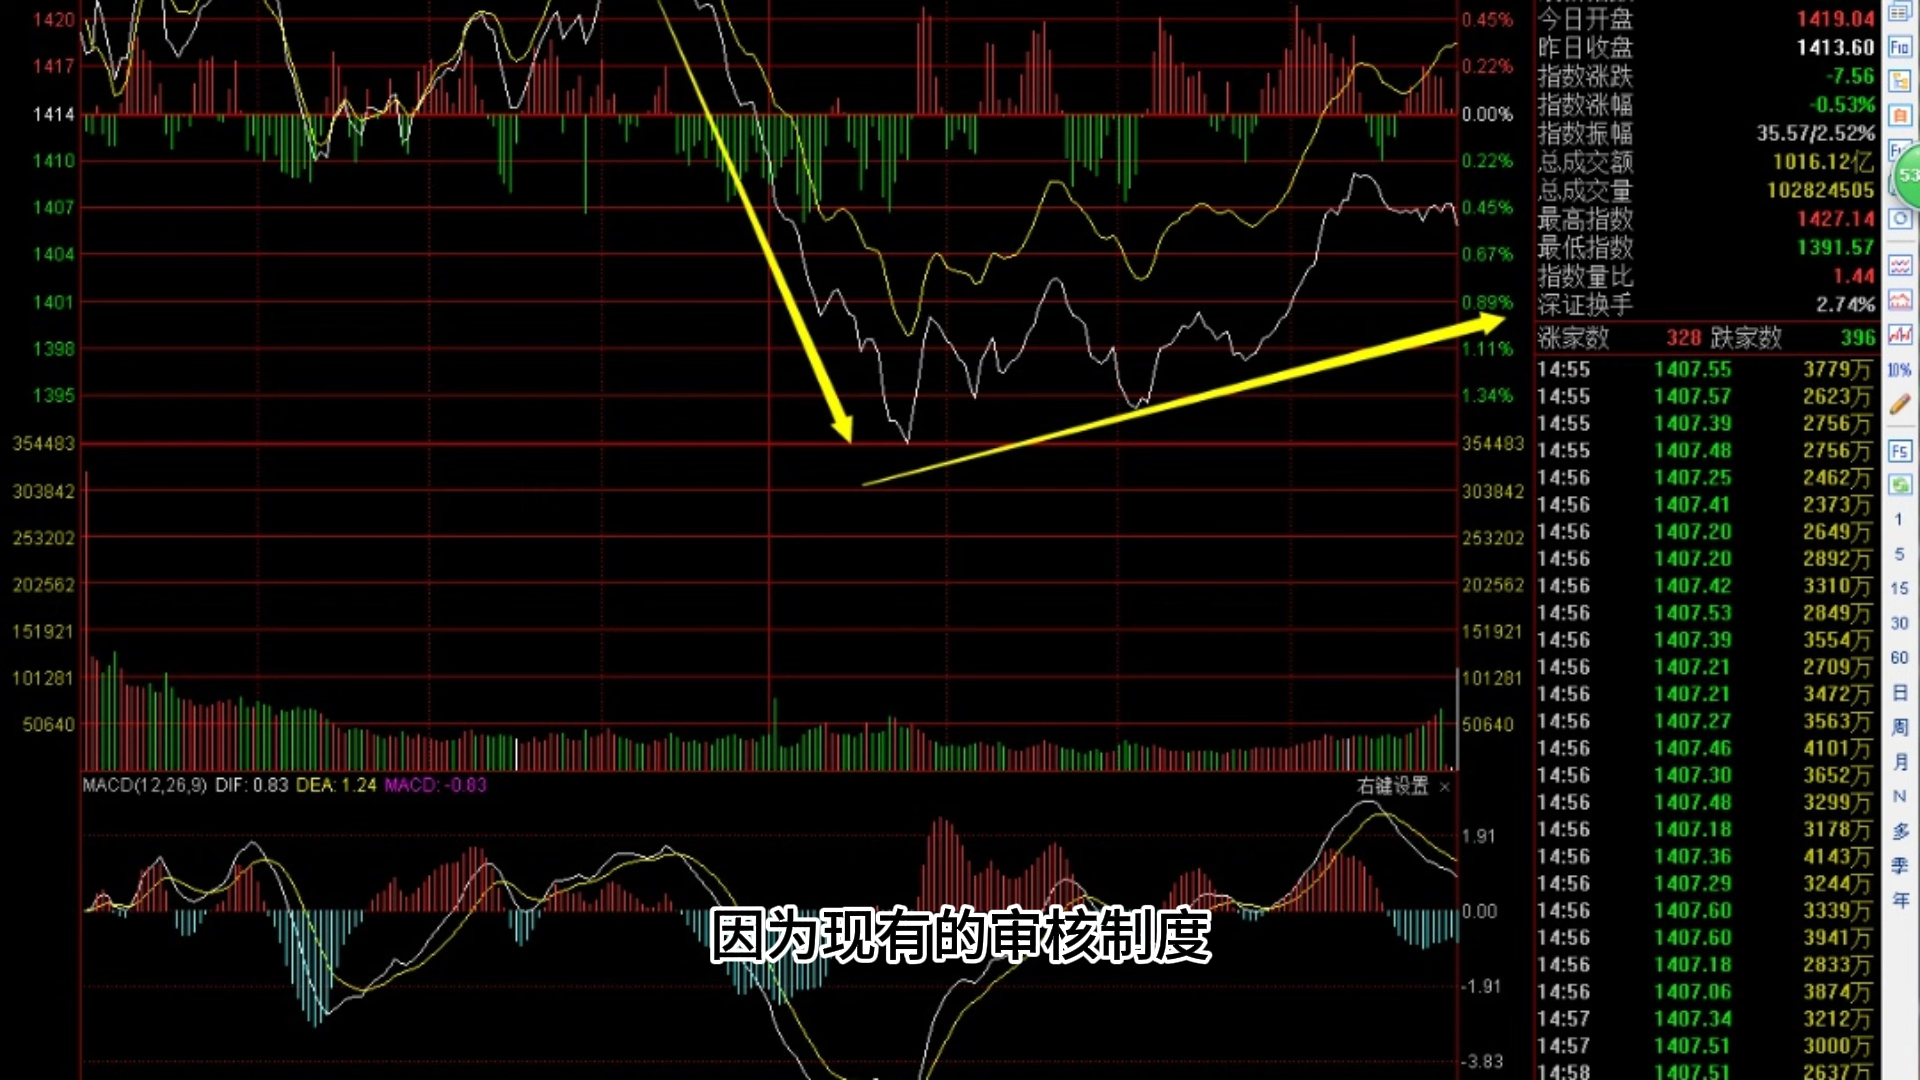 1420
1417
1414
1410
1407
1404
1401
1398
1395
354483
303842
253202
202562
151921
101281
50640
0.45%
0.22%
0.00%
0.22%
0.45%
0.67%
0.89%
1.11%
1.34%
354483
303842
253202
202562
151921
101281
50640
MACD(12,26,9) DIF: 0.83 DEA: 1.24 MACD: -0.83
右键设置 ×
1.91
0.00
-1.91
-3.83
因为现有的审核制度
今日开盘 1419.04
昨日收盘 1413.60
指数涨跌 -7.56
指数涨幅 -0.53%
指数振幅 35.57/2.52%
总成交额 1016.12亿
总成交量 102824505
最高指数 1427.14
最低指数 1391.57
指数量比 1.44
深证换手 2.74%
涨家数 328 跌家数 396
14:55 1407.55 3779万
14:55 1407.57 2623万
14:55 1407.39 2756万
14:55 1407.48 2756万
14:56 1407.25 2462万
14:56 1407.41 2373万
14:56 1407.20 2649万
14:56 1407.20 2892万
14:56 1407.42 3310万
14:56 1407.53 2849万
14:56 1407.39 3554万
14:56 1407.21 2709万
14:56 1407.21 3472万
14:56 1407.27 3563万
14:56 1407.46 4101万
14:56 1407.30 3652万
14:56 1407.48 3299万
14:56 1407.18 3178万
14:56 1407.36 4143万
14:56 1407.29 3244万
14:56 1407.60 3339万
14:56 1407.60 3941万
14:56 1407.18 2833万
14:56 1407.06 3874万
14:57 1407.34 3212万
14:57 1407.51 3000万
14:58 1407.51 2637万
F10
自
53
10%
F5
1
5
15
30
60
日
周
月
N
多
季
年